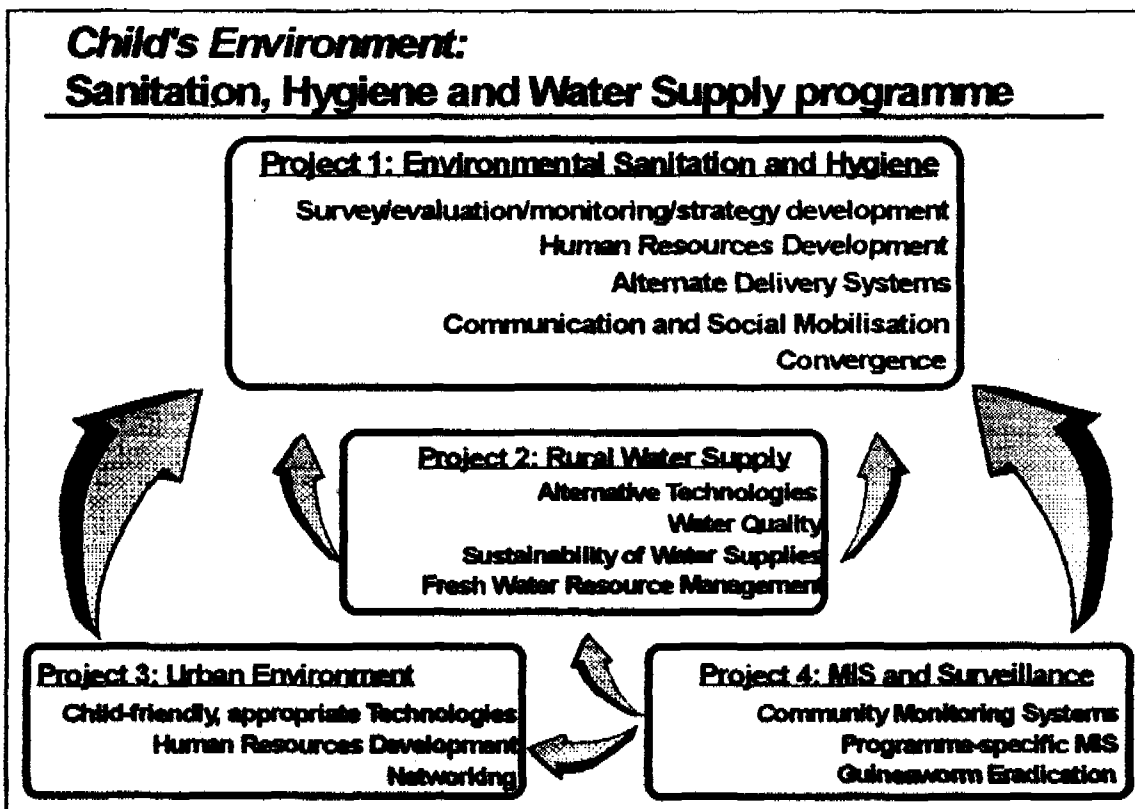 Child's Environment:
Sanitation, Hygiene and Water Supply programme
Project 1: Environmental Sanitation and Hygiene
Survey/evaluation/monitoring/strategy development
Human Resources Development
Alternate Delivery Systems
Communication and Social Mobilisation
Convergence
Project 2: Rural Water Supply
Alternative Technologies
Water Quality
Sustainability of Water Supplies
Fresh Water Resource Management
Project 3: Urban Environment
Child-friendly, appropriate Technologies
Human Resources Development
Networking
Project 4: MIS and Surveillance
Community Monitoring Systems
Programme-specific MIS
Guineaworm Eradication